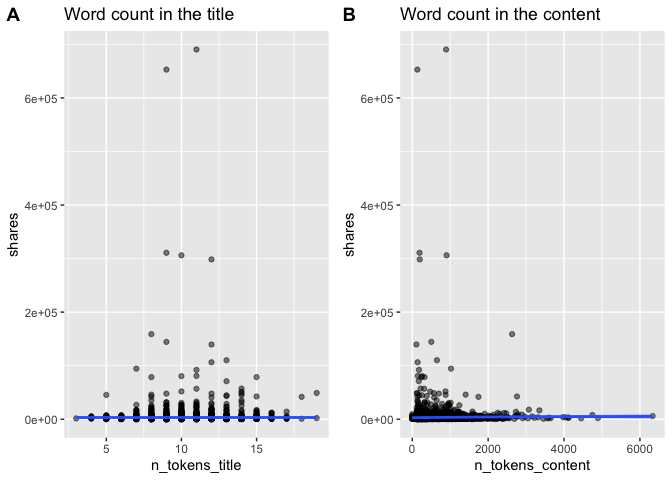 A
Word count in the title
6e+05
4e+05
2e+05
0e+00
shares
5 10 15
n_tokens_title
B
Word count in the content
6e+05
4e+05
2e+05
0e+00
shares
0 2000 4000 6000
n_tokens_content